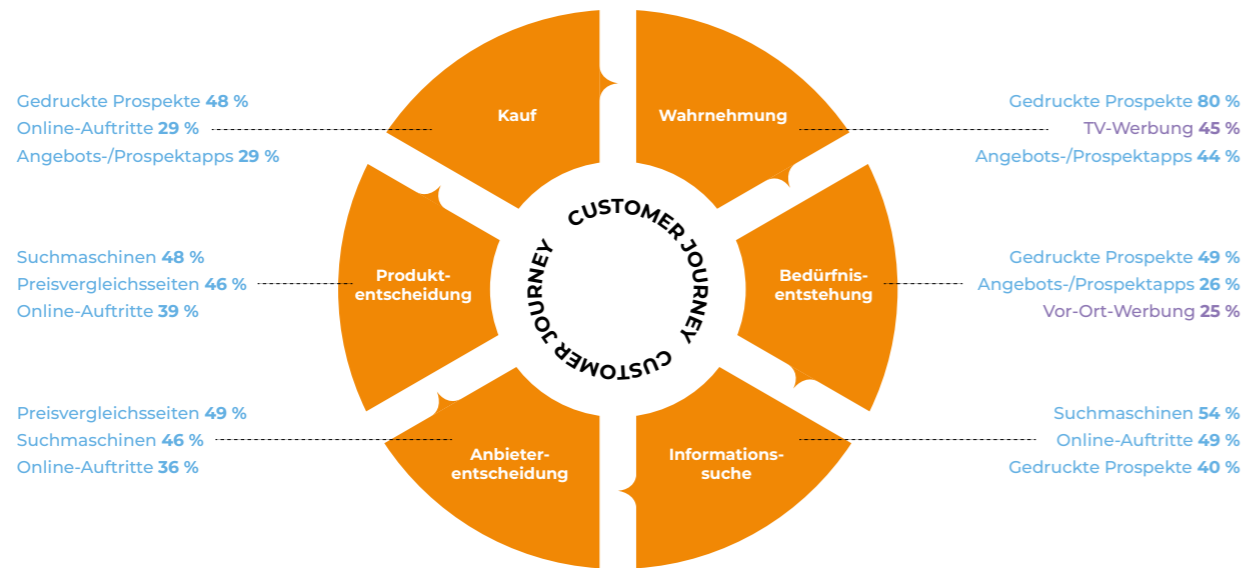 Kauf
Wahrnehmung
Gedruckte Prospekte 48 %
Online-Auftritte 29 %
Angebots-/Prospektapps 29 %
Gedruckte Prospekte 80 %
TV-Werbung 45 %
Angebots-/Prospektapps 44 %
CUSTOMER JOURNEY
CUSTOMER JOURNEY
Suchmaschinen 48 %
Preisvergleichsseiten 46 %
Online-Auftritte 39 %
Produkt-
entscheidung
Bedürfnis-
entstehung
Gedruckte Prospekte 49 %
Angebots-/Prospektapps 26 %
Vor-Ort-Werbung 25 %
Preisvergleichsseiten 49 %
Suchmaschinen 46 %
Online-Auftritte 36 %
Anbieter-
entscheidung
Informations-
suche
Suchmaschinen 54 %
Online-Auftritte 49 %
Gedruckte Prospekte 40 %